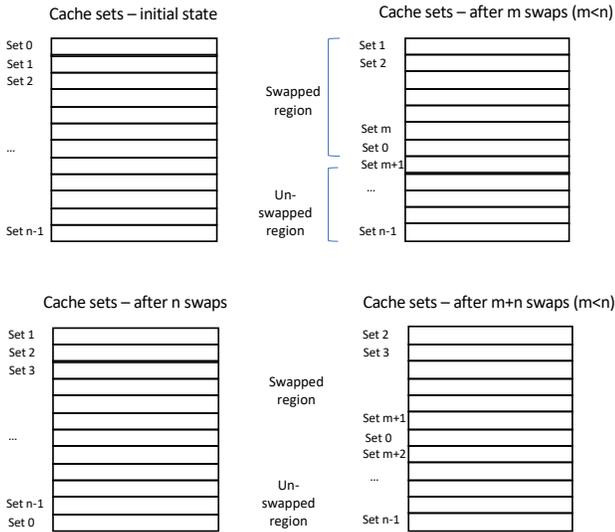 Cache sets – initial state
Set 0
Set 1
Set 2
...
Set n-1
Cache sets – after m swaps (m<n)
Swapped
region
Un-
swapped
region
Set 1
Set 2
Set m
Set 0
Set m+1
...
Set n-1
Cache sets – after n swaps
Set 1
Set 2
Set 3
...
Set n-1
Set 0
Cache sets – after m+n swaps (m<n)
Swapped
region
Un-
swapped
region
Set 2
Set 3
Set m+1
Set 0
Set m+2
...
Set n-1